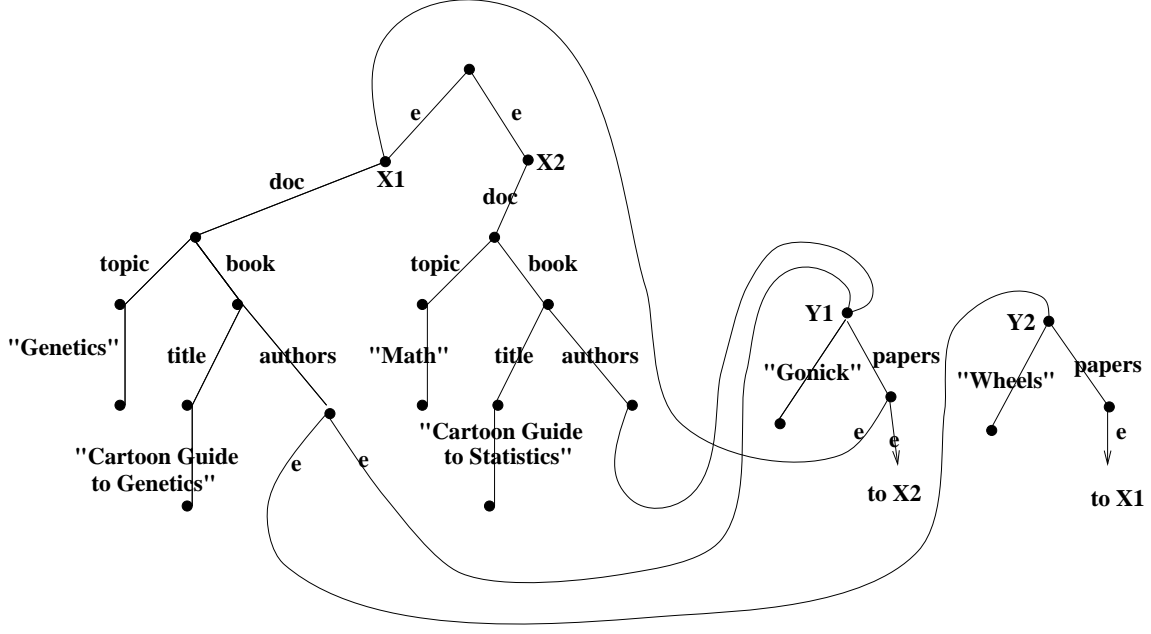 e
e
X1
X2
doc
doc
topic
book
topic
book
Y1
Y2
"Genetics"
title
authors
"Math"
title
authors
"Gonick"
papers
"Wheels"
papers
"Cartoon Guide
to Genetics"
"Cartoon Guide
to Statistics"
e
e
e
e
e
to X2
to X1